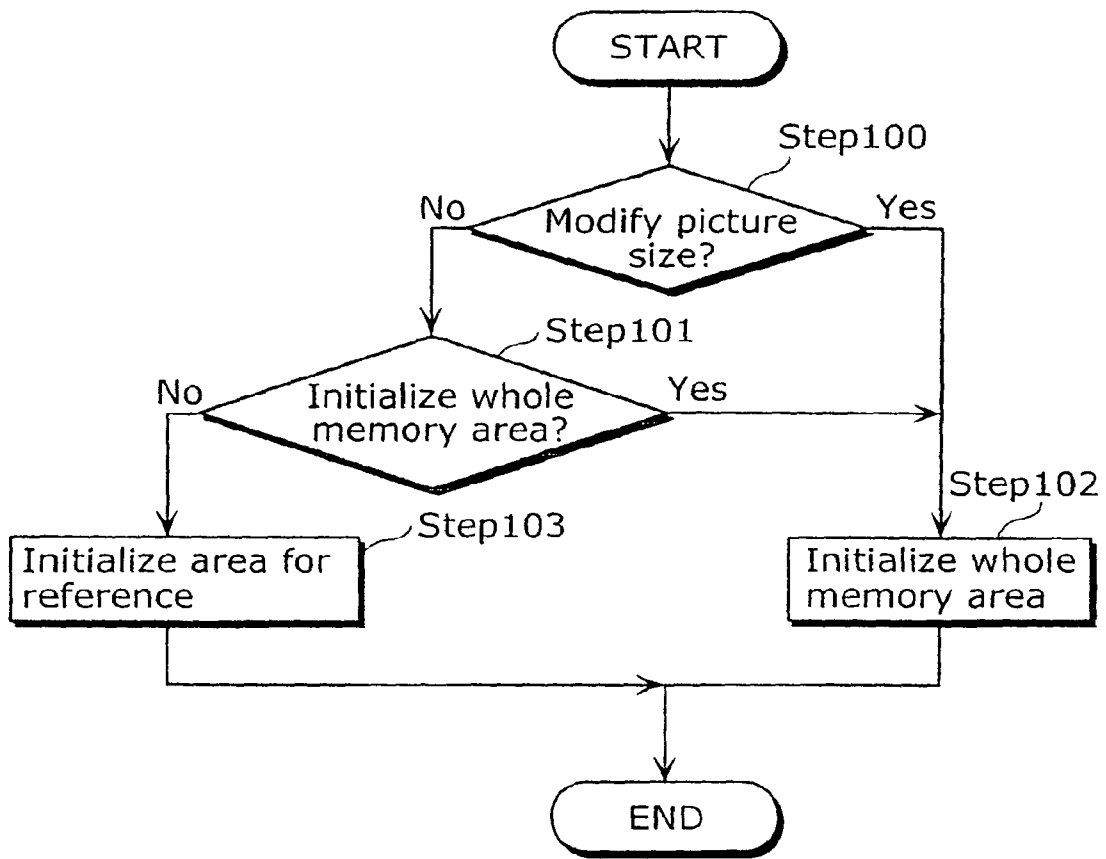 START
Step100
No
Yes
Modify picture
size?
Step101
No
Yes
Initialize whole
memory area?
Step102
Step103
Initialize area for
reference
Initialize whole
memory area
END